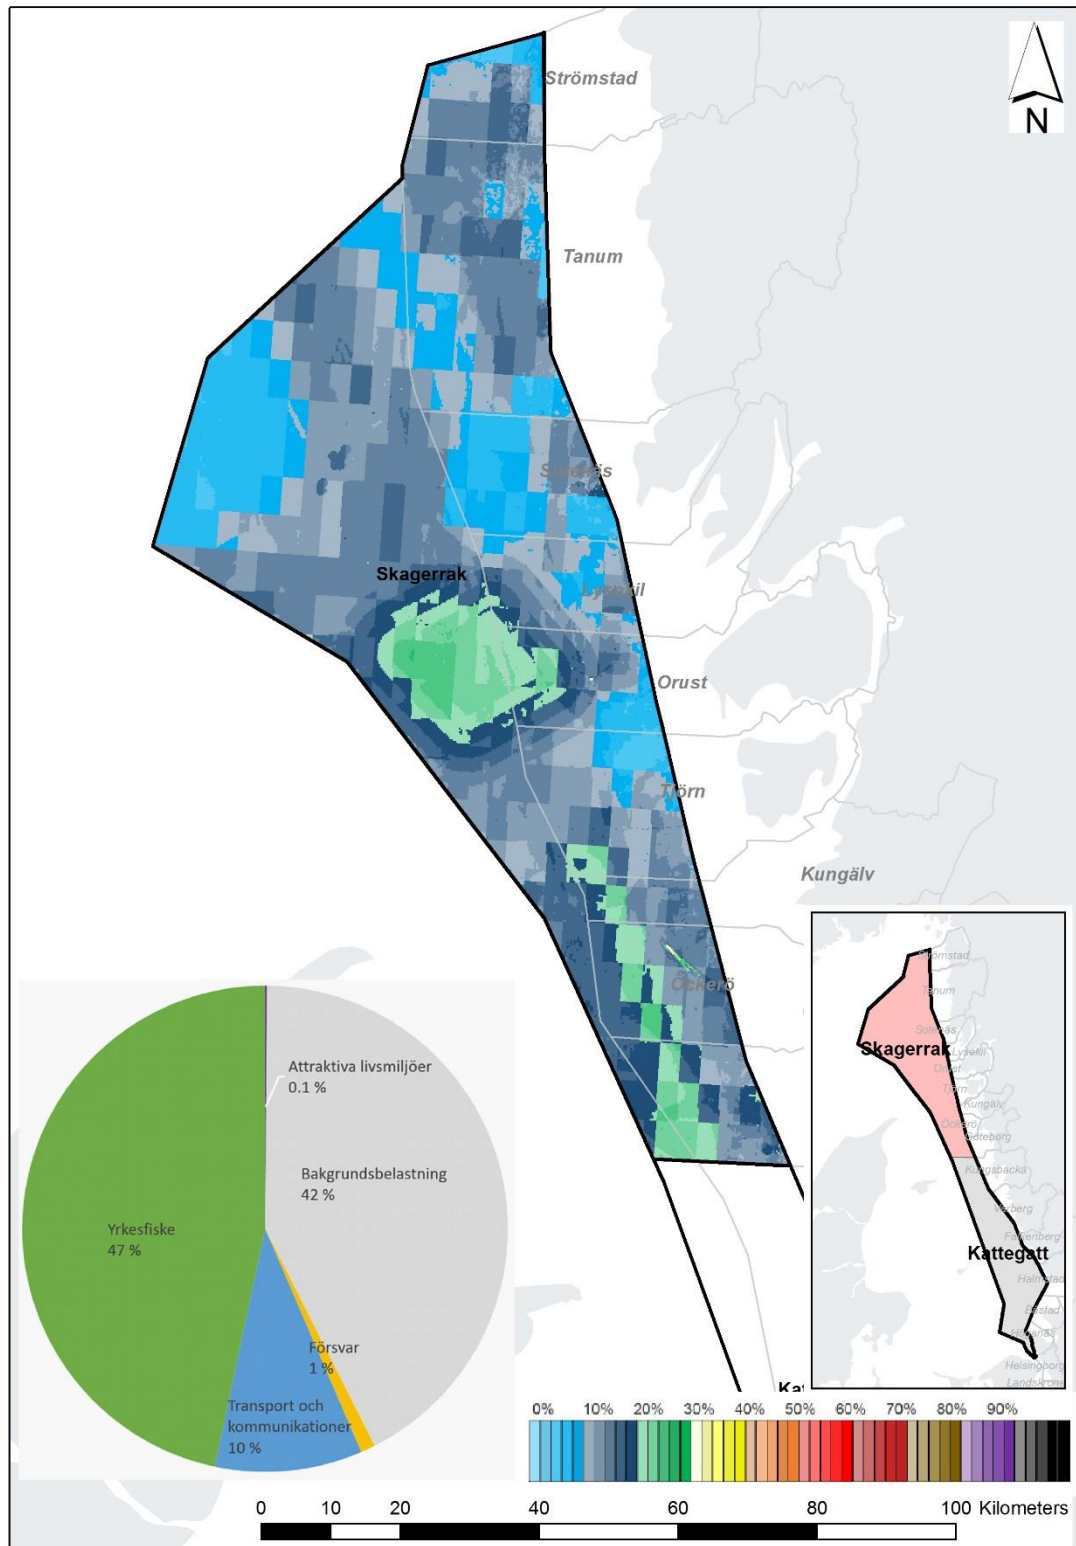 N
Strömstad
Tanum
Sotenäs
Skagerrak
Lysekil
Orust
Tjörn
Kungälv
Öckerö
Attraktiva livsmiljöer
0.1 %
Bakgrundsbelastning
42 %
Yrkesfiske
47 %
Försvar
1 %
Transport och
kommunikationer
10 %
Strömstad
Tanum
Sotenäs
Skagerrak
Lysekil
Orust
Tjörn
Kungälv
Öckerö
Göteborg
Kungsbacka
Varberg
Falkenberg
Kattegatt
Halmstad
Båstad
Höganäs
Helsingborg
Landskrona
Kat
0% 10% 20% 30% 40% 50% 60% 70% 80% 90%
0 10 20 40 60 80 100 Kilometers